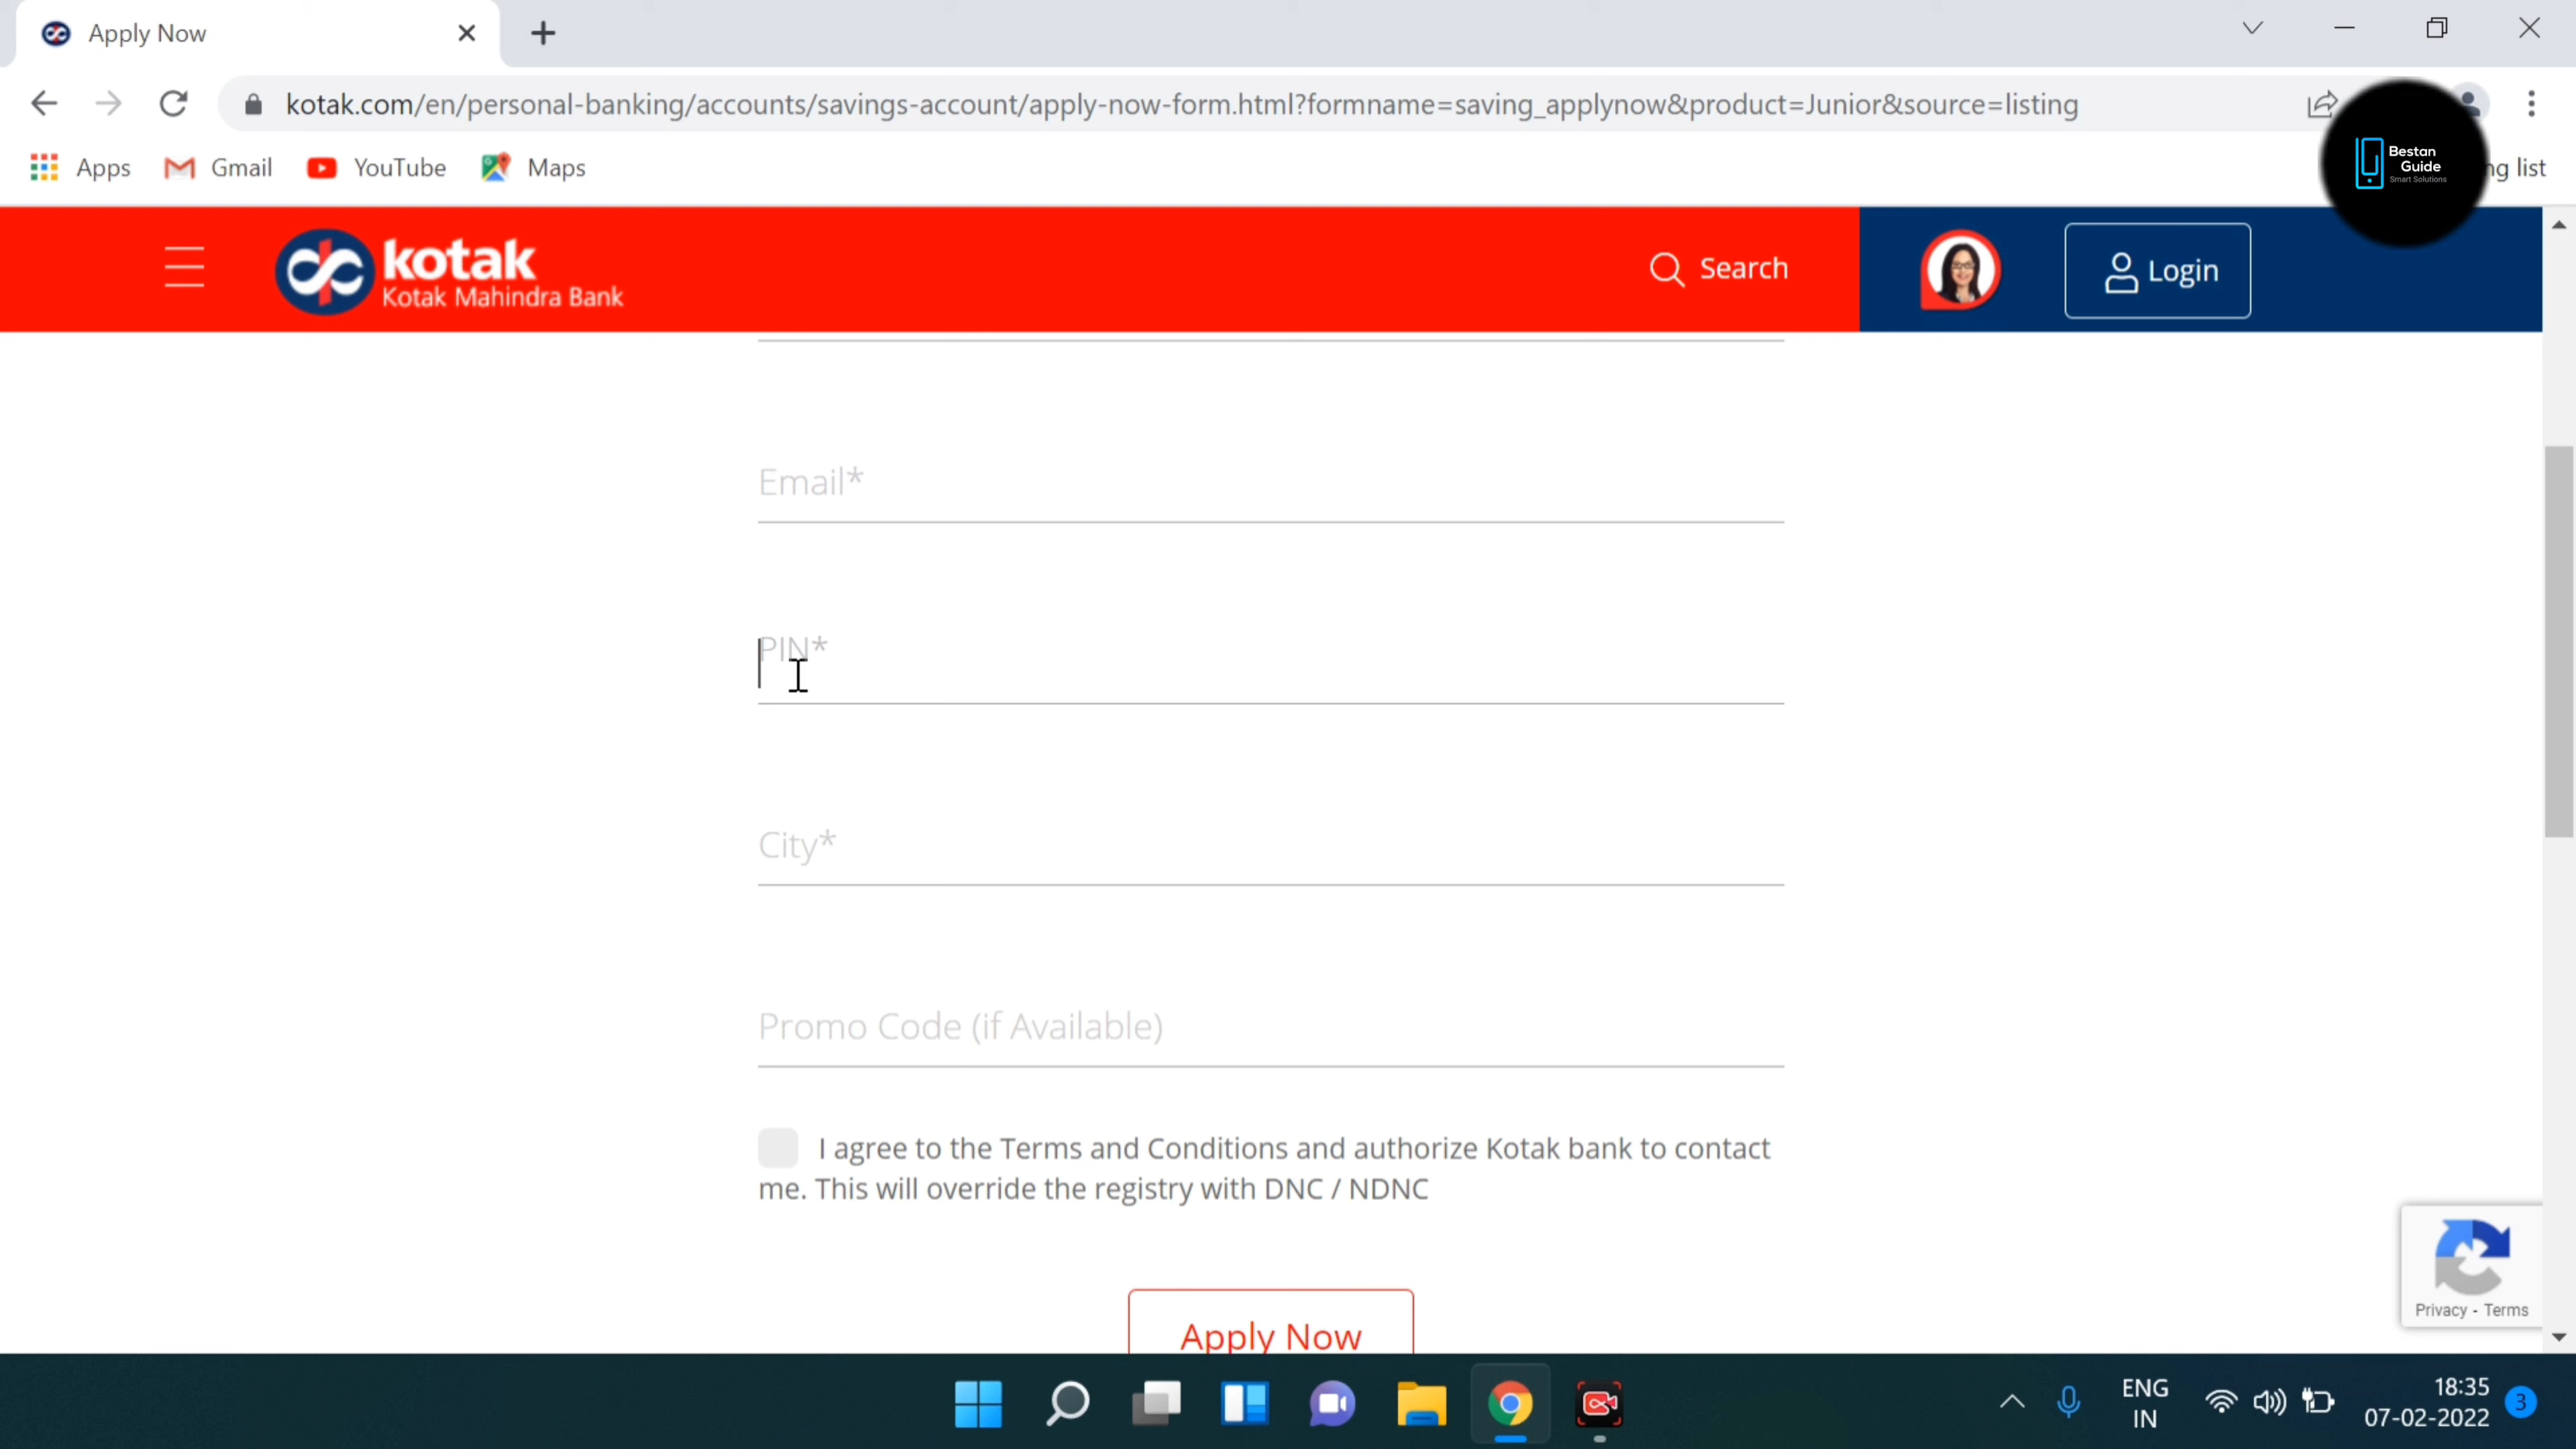 Apply Now
kotak.com/en/personal-banking/accounts/savings-account/apply-now-form.html?formname=saving_applynow&product=Junior&source=listing
Apps
Gmail
YouTube
Maps
ng list
Bestan
Guide
Smart Solutions
kotak
Kotak Mahindra Bank
Search
Login
Email*
PIN*
City*
Promo Code (if Available)
I agree to the Terms and Conditions and authorize Kotak bank to contact
me. This will override the registry with DNC / NDNC
Apply Now
Privacy - Terms
ENG
IN
18:35
07-02-2022
3